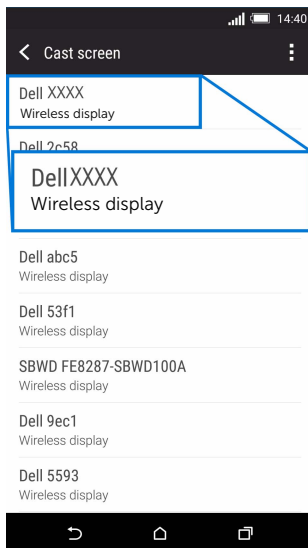 14:40
Cast screen
Dell XXXX
Wireless display
Dell 2c58
DellXXXX
Wireless display
Dell abc5
Wireless display
Dell 53f1
Wireless display
SBWD FE8287-SBWD100A
Wireless display
Dell 9ec1
Wireless display
Dell 5593
Wireless display